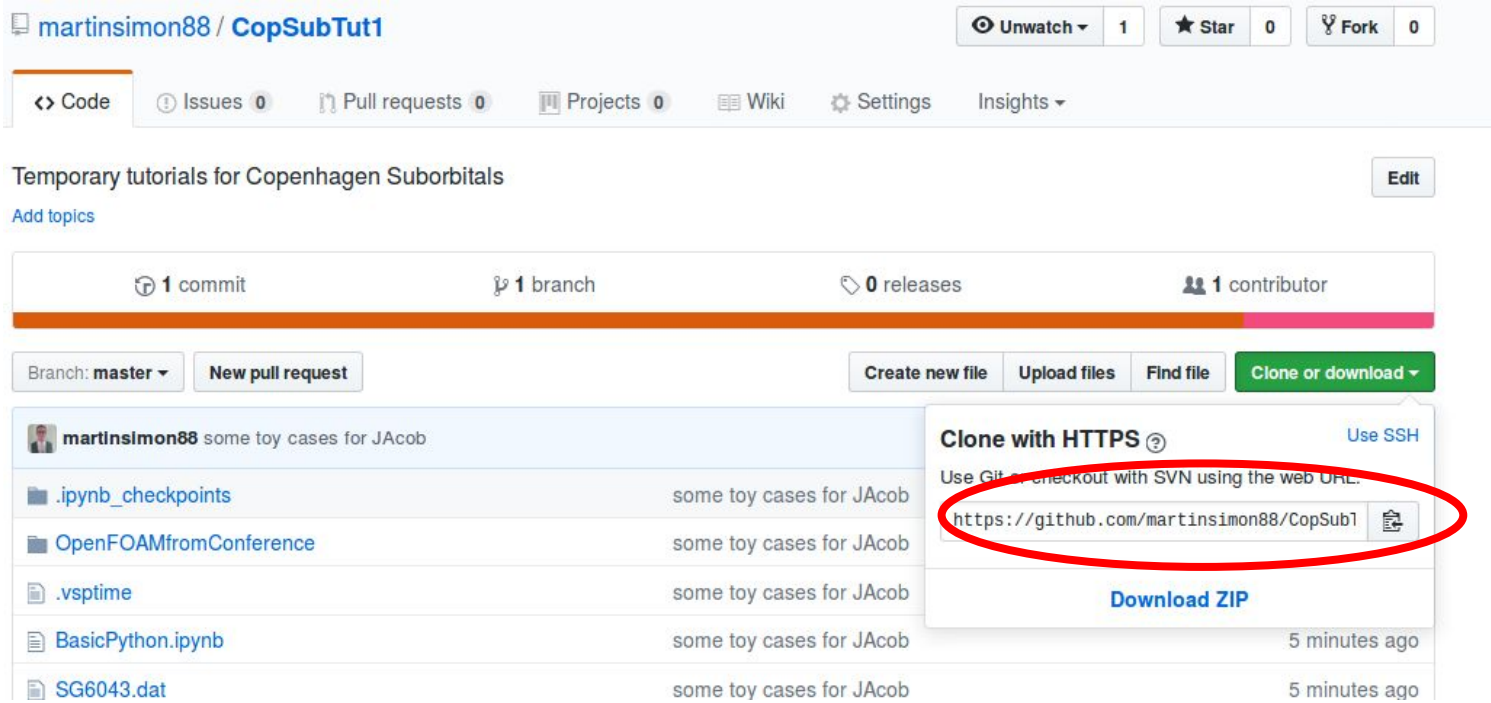 martinsimon88 / CopSubTut1
Unwatch 1 Star 0 Fork 0
Code Issues 0 Pull requests 0 Projects 0 Wiki Settings Insights
Temporary tutorials for Copenhagen Suborbitals
Edit
Add topics
1 commit 1 branch 0 releases 1 contributor
Branch: master New pull request Create new file Upload files Find file Clone or download
martinsimon88 some toy cases for JAcob
Clone with HTTPS Use SSH
Use Git or checkout with SVN using the web URL.
https://github.com/martinsimon88/CopSubT
Download ZIP
.ipynb_checkpoints some toy cases for JAcob
OpenFOAMfromConference some toy cases for JAcob
.vsptime some toy cases for JAcob
BasicPython.ipynb some toy cases for JAcob 5 minutes ago
SG6043.dat some toy cases for JAcob 5 minutes ago